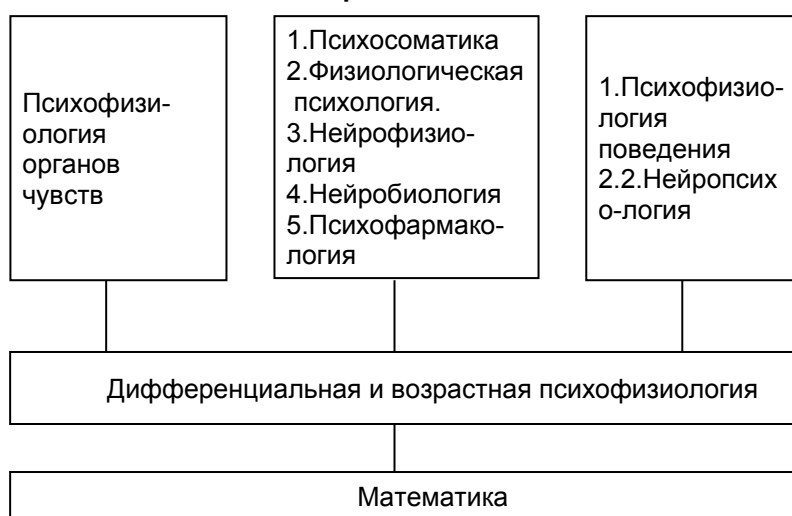 Психофизи-
ология
органов
чувств
1.Психосоматика
2.Физиологическая
психология.
3.Нейрофизио-
логия
4.Нейробиология
5.Психофармако-
логия
1.Психофизио-
логия
поведения
2.2.Нейропсих
о-логия
Дифференциальная и возрастная психофизиология
Математика